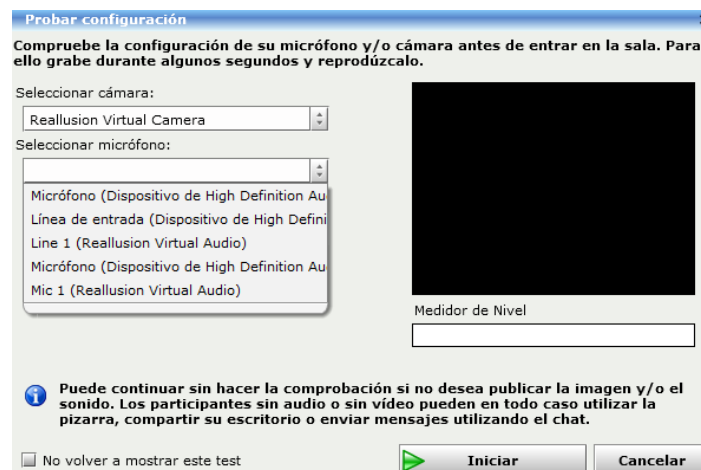 Probar configuración
Compruebe la configuración de su micrófono y/o cámara antes de entrar en la sala. Para
ello grabe durante algunos segundos y reprodúzcalo.
Seleccionar cámara:
Reallusion Virtual Camera
Seleccionar micrófono:
Micrófono (Dispositivo de High Definition Au
Línea de entrada (Dispositivo de High Defini
Line 1 (Reallusion Virtual Audio)
Micrófono (Dispositivo de High Definition Au
Mic 1 (Reallusion Virtual Audio)
Medidor de Nivel
Puede continuar sin hacer la comprobación si no desea publicar la imagen y/o el
sonido. Los participantes sin audio o sin vídeo pueden en todo caso utilizar la
pizarra, compartir su escritorio o enviar mensajes utilizando el chat.
No volver a mostrar este test
Iniciar
Cancelar